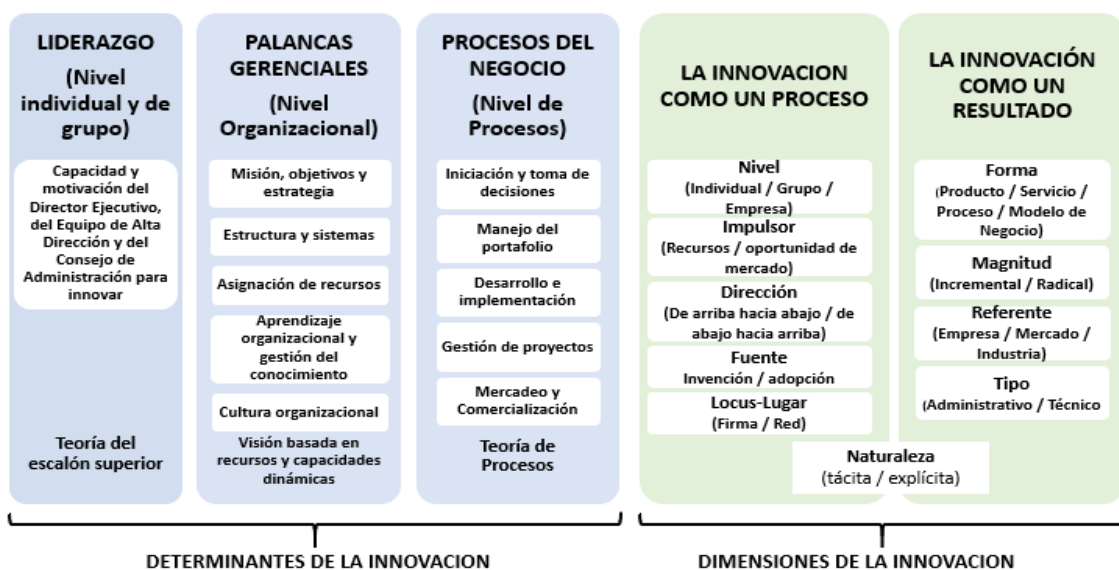 LIDERAZGO
(Nivel
individual y de
grupo)
Capacidad y
motivación del
Director Ejecutivo,
del Equipo de Alta
Dirección y del
Consejo de
Administración para
innovar
Teoría del
escalón superior
PALANCAS
GERENCIALES
(Nivel
Organizacional)
Misión, objetivos y
estrategia
Estructura y sistemas
Asignación de recursos
Aprendizaje
organizacional y
gestión del
conocimiento
Cultura organizacional
Visión basada en
recursos y capacidades
dinámicas
PROCESOS DEL
NEGOCIO
(Nivel de
Procesos)
Iniciación y toma de
decisiones
Manejo del
portafolio
Desarrollo e
implementación
Gestión de proyectos
Mercadeo y
Comercialización
Teoría de
Procesos
DETERMINANTES DE LA INNOVACION
LA INNOVACION
COMO UN PROCESO
Nivel
(Individual / Grupo /
Empresa)
Impulsor
(Recursos / oportunidad de
mercado)
Dirección
(De arriba hacia abajo / de
abajo hacia arriba)
Fuente
Invención / adopción
Locus-Lugar
(Firma / Red)
LA INNOVACIÓN
COMO UN
RESULTADO
Forma
(Producto / Servicio /
Proceso / Modelo de
Negocio)
Magnitud
(Incremental / Radical)
Referente
(Empresa / Mercado /
Industria)
Tipo
(Administrativo / Técnico
Naturaleza
(tácita / explícita)
DIMENSIONES DE LA INNOVACION